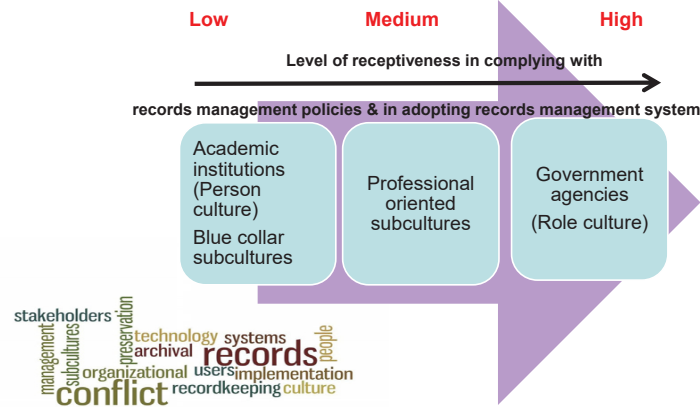 Low Medium High
Level of receptiveness in complying with
records management policies & in adopting records management system
Academic
institutions
(Person
culture)
Blue collar
subcultures
Professional
oriented
subcultures
Government
agencies
(Role culture)
stakeholders
management
subcultures
preservation
technology systems
archival records
people
organizational users implementation
conflict recordkeeping culture